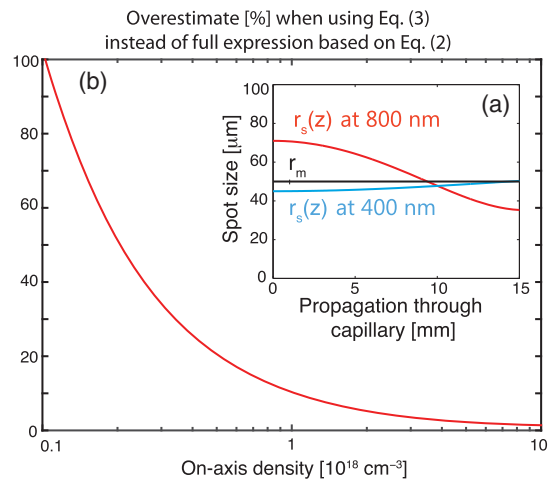 Overestimate [%] when using Eq. (3)
instead of full expression based on Eq. (2)
(b)
100
80
60
40
20
0
0.1
1
10
On-axis density [10¹⁸ cm⁻³]
(a)
r_s(z) at 800 nm
r_m
r_s(z) at 400 nm
Spot size [μm]
100
80
60
40
20
0
0
5
10
15
Propagation through
capillary [mm]